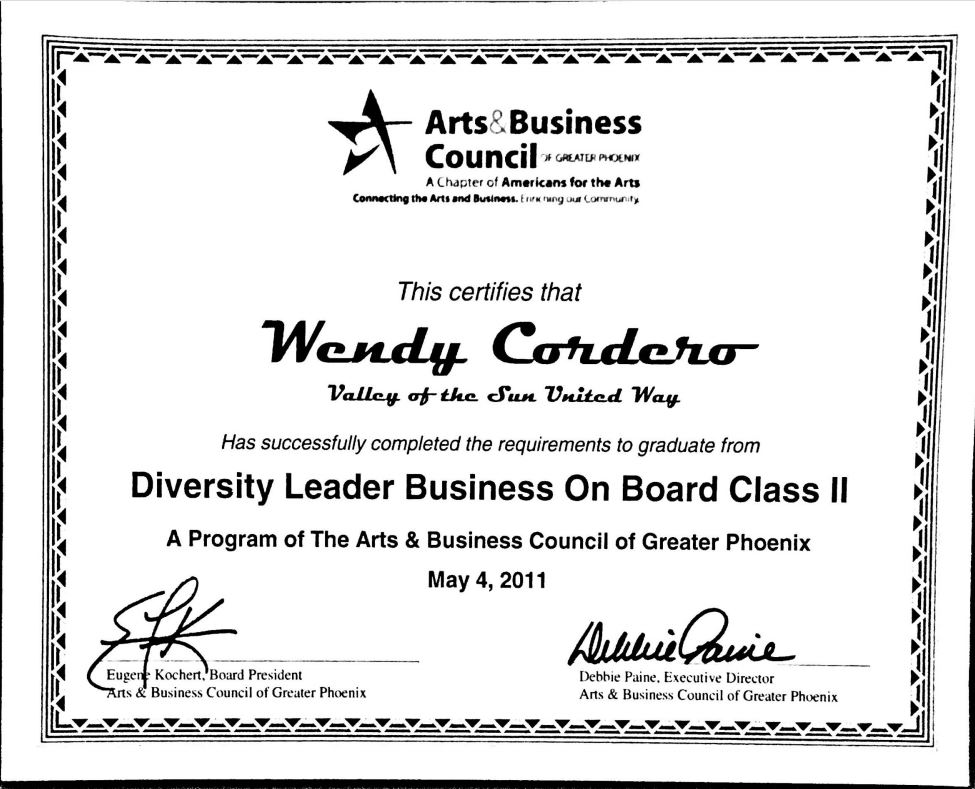 Arts&Business
Council OF GREATER PHOENIX
A Chapter of Americans for the Arts
Connecting the Arts and Business. Enriching our Community.
This certifies that
Wendy Cordero
Valley of the Sun United Way
Has successfully completed the requirements to graduate from
Diversity Leader Business On Board Class II
A Program of The Arts & Business Council of Greater Phoenix
May 4, 2011
EFK
Debbie Paine
Eugene Kochert, Board President
Debbie Paine, Executive Director
Arts & Business Council of Greater Phoenix
Arts & Business Council of Greater Phoenix